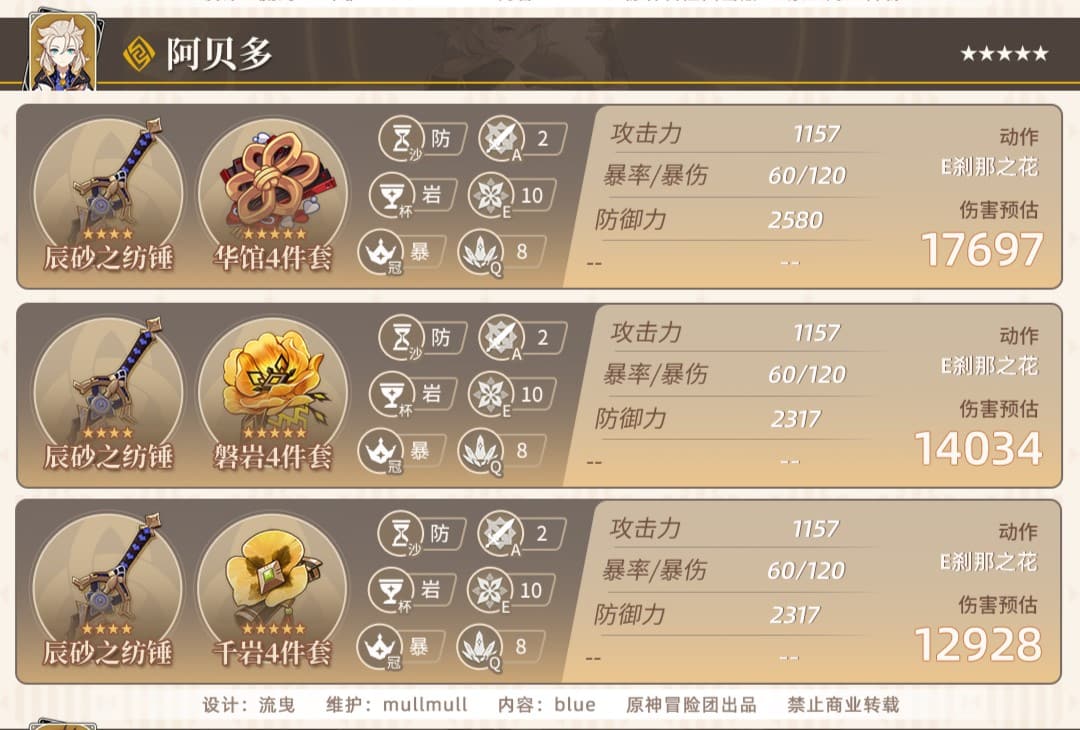 阿贝多
辰砂之纺锤
华馆4件套
沙 防
A 2
杯 岩
E 10
冠 暴
Q 8
攻击力 1157
暴率/暴伤 60/120
防御力 2580
-- --
动作
E刹那之花
伤害预估
17697
辰砂之纺锤
磐岩4件套
沙 防
A 2
杯 岩
E 10
冠 暴
Q 8
攻击力 1157
暴率/暴伤 60/120
防御力 2317
-- --
动作
E刹那之花
伤害预估
14034
辰砂之纺锤
千岩4件套
沙 防
A 2
杯 岩
E 10
冠 暴
Q 8
攻击力 1157
暴率/暴伤 60/120
防御力 2317
-- --
动作
E刹那之花
伤害预估
12928
设计：流曳 维护：mullmull 内容：blue 原神冒险团出品 禁止商业转载